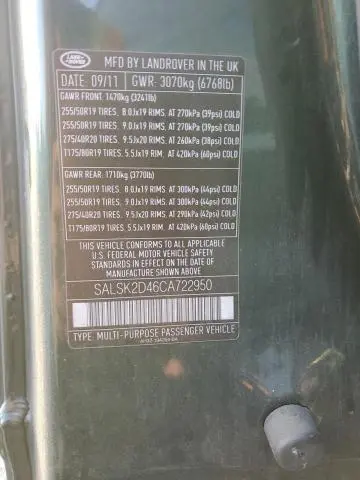 LAND ROVER
MFD BY LANDROVER IN THE UK
DATE: 09/11 GWR: 3070kg (6768lb)
GAWR FRONT: 1470kg (3241lb)
255/50R19 TIRES, 8.0Jx19 RIMS, AT 270kPa (39psi) COLD
255/50R19 TIRES, 9.0Jx19 RIMS, AT 270kPa (39psi) COLD
275/40R20 TIRES, 9.5Jx20 RIMS, AT 260kPa (38psi) COLD
T175/80R19 TIRES, 5.5Jx19 RIM, AT 420kPa (60psi) COLD
GAWR REAR: 1710kg (3770lb)
255/50R19 TIRES, 8.0Jx19 RIMS, AT 300kPa (44psi) COLD
255/50R19 TIRES, 9.0Jx19 RIMS, AT 300kPa (44psi) COLD
275/40R20 TIRES, 9.5Jx20 RIMS, AT 290kPa (42psi) COLD
T175/80R19 TIRES, 5.5Jx19 RIM, AT 420kPa (60psi) COLD
THIS VEHICLE CONFORMS TO ALL APPLICABLE
U.S. FEDERAL MOTOR VEHICLE SAFETY
STANDARDS IN EFFECT ON THE DATE OF
MANUFACTURE SHOWN ABOVE.
SALSK2D46CA722950
TYPE: MULTI-PURPOSE PASSENGER VEHICLE